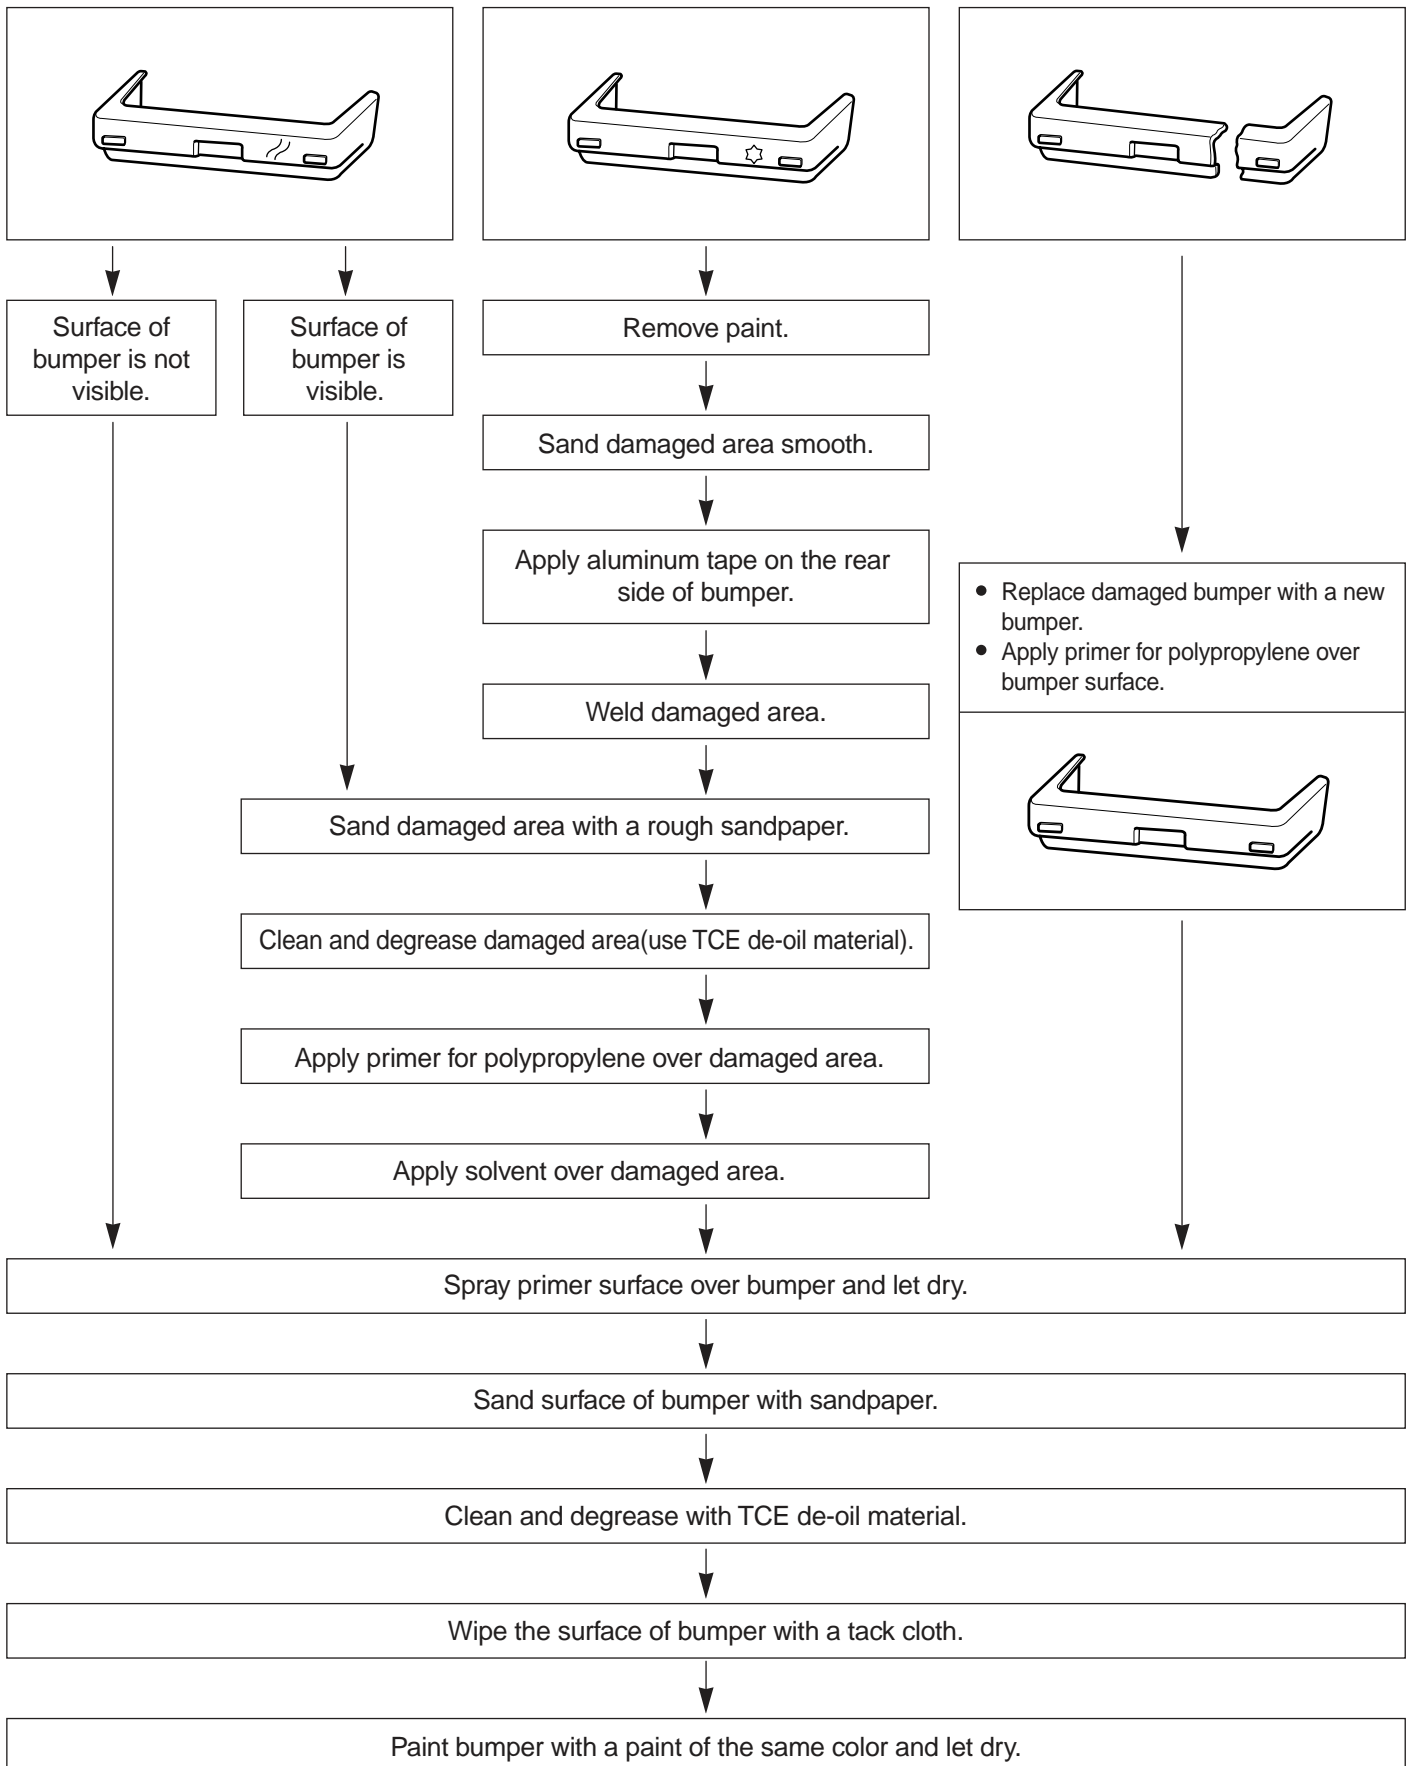 Surface of
bumper is not
visible.
Surface of
bumper is
visible.
Remove paint.
Sand damaged area smooth.
Apply aluminum tape on the rear
side of bumper.
Weld damaged area.
● Replace damaged bumper with a new
bumper.
● Apply primer for polypropylene over
bumper surface.
Sand damaged area with a rough sandpaper.
Clean and degrease damaged area(use TCE de-oil material).
Apply primer for polypropylene over damaged area.
Apply solvent over damaged area.
Spray primer surface over bumper and let dry.
Sand surface of bumper with sandpaper.
Clean and degrease with TCE de-oil material.
Wipe the surface of bumper with a tack cloth.
Paint bumper with a paint of the same color and let dry.